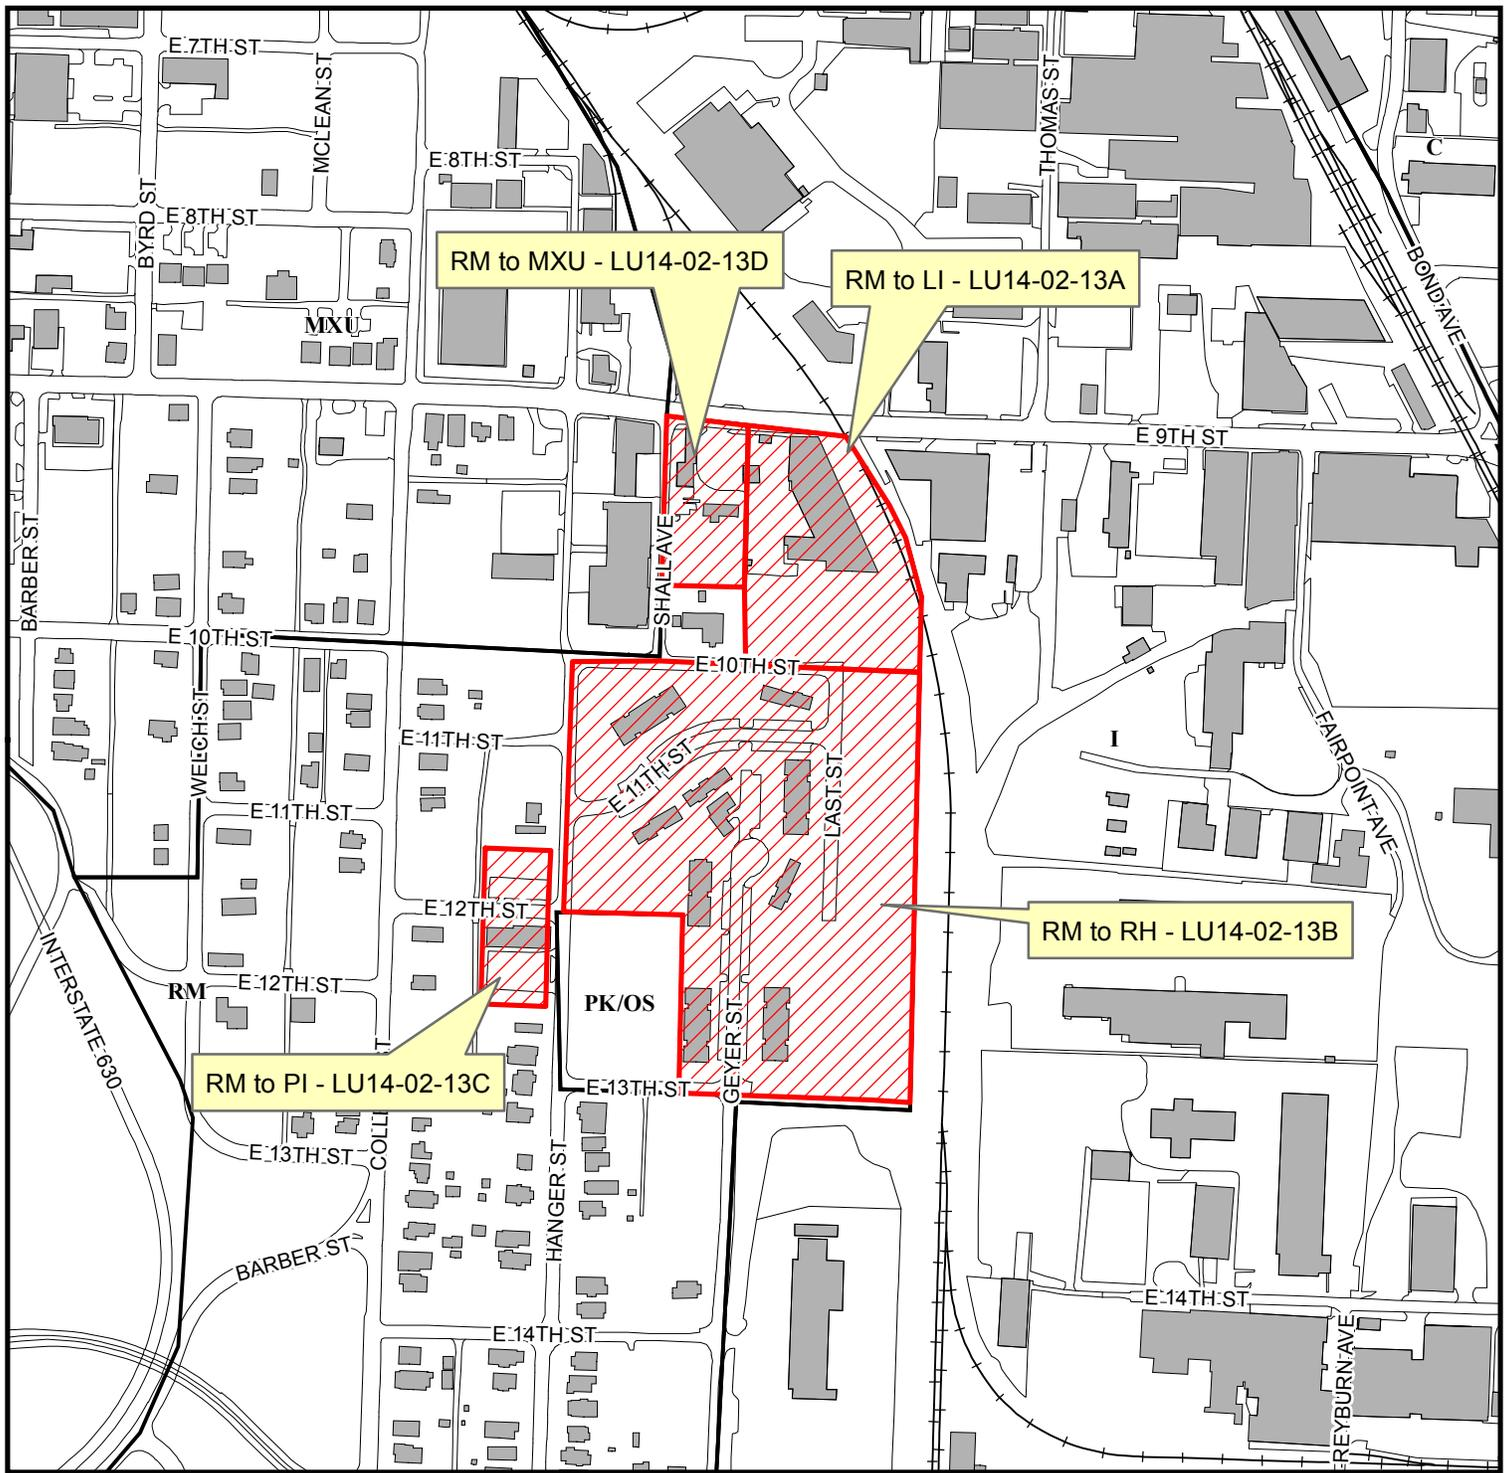 E 7TH ST
MCLEAN ST
THOMAS ST
E 8TH ST
C
BYRD ST
E 8TH ST
RM to MXU - LU14-02-13D
RM to LI - LU14-02-13A
BOND AVE
MXU
E 9TH ST
BARBER ST
SHALL AVE
E 10TH ST
E 10TH ST
WELCH ST
E 11TH ST
I
FAIRPOINT AVE
E 11TH ST
LAST ST
E 11TH ST
E 12TH ST
RM to RH - LU14-02-13B
INTERSTATE 630
RM
E 12TH ST
PK/OS
GEYER ST
RM to PI - LU14-02-13C
E 13TH ST
COLLE ST
E 13TH ST
HANGER ST
BARBER ST
E 14TH ST
E 14TH ST
REYBURN AVE